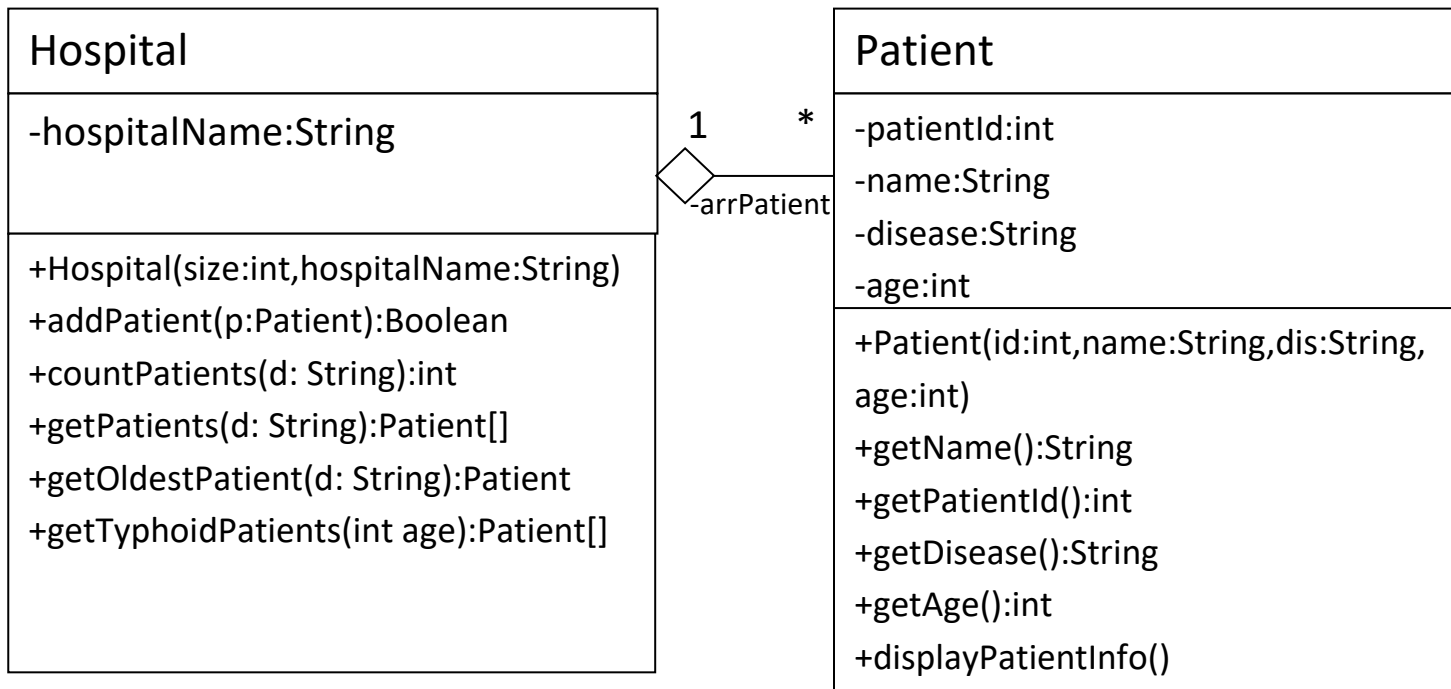 Hospital
-hospitalName:String
+Hospital(size:int,hospitalName:String)
+addPatient(p:Patient):Boolean
+countPatients(d: String):int
+getPatients(d: String):Patient[]
+getOldestPatient(d: String):Patient
+getTyphoidPatients(int age):Patient[]
1 *
-arrPatient
Patient
-patientId:int
-name:String
-disease:String
-age:int
+Patient(id:int,name:String,dis:String,
age:int)
+getName():String
+getPatientId():int
+getDisease():String
+getAge():int
+displayPatientInfo()